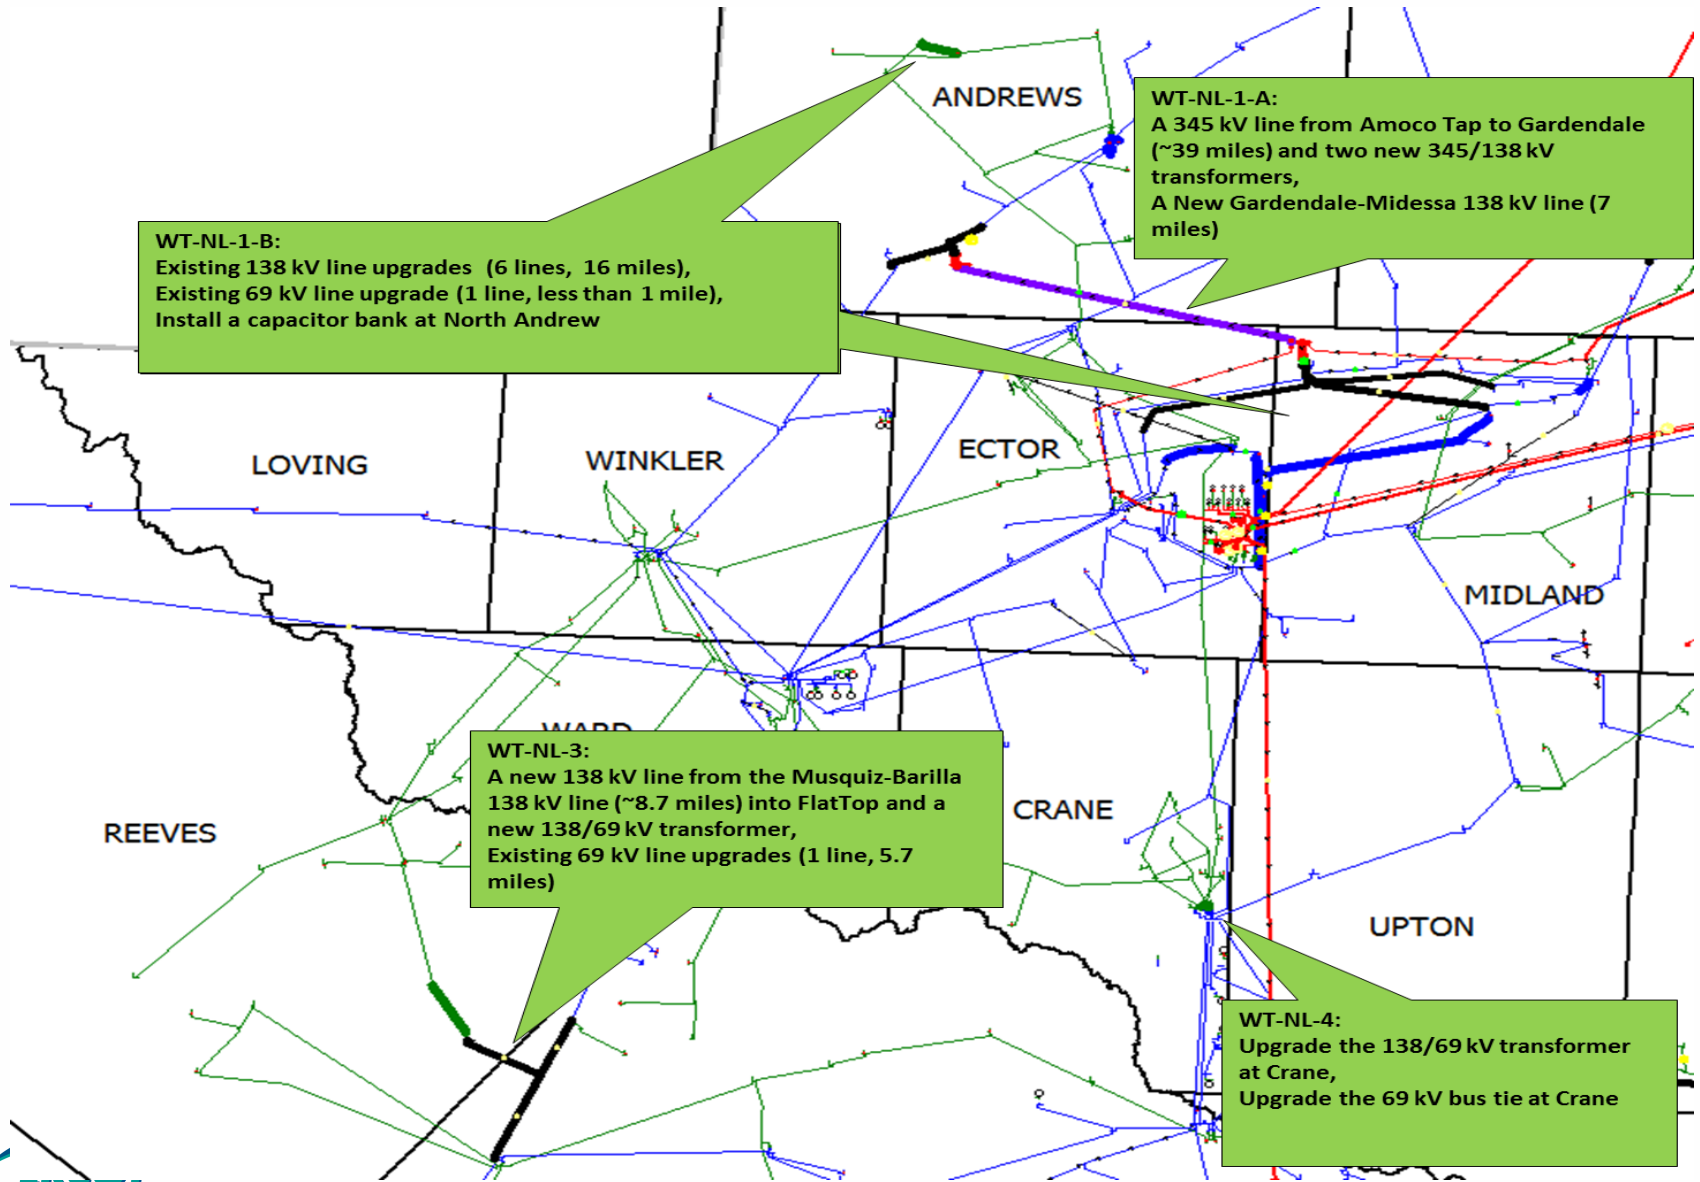 ANDREWS
WT-NL-1-A:
A 345 kV line from Amoco Tap to Gardendale
(~39 miles) and two new 345/138 kV
transformers,
A New Gardendale-Midessa 138 kV line (7
miles)
WT-NL-1-B:
Existing 138 kV line upgrades (6 lines, 16 miles),
Existing 69 kV line upgrade (1 line, less than 1 mile),
Install a capacitor bank at North Andrew
LOVING
WINKLER
ECTOR
MIDLAND
WARD
WT-NL-3:
A new 138 kV line from the Musquiz-Barilla
138 kV line (~8.7 miles) into FlatTop and a
new 138/69 kV transformer,
Existing 69 kV line upgrades (1 line, 5.7
miles)
REEVES
CRANE
UPTON
WT-NL-4:
Upgrade the 138/69 kV transformer
at Crane,
Upgrade the 69 kV bus tie at Crane